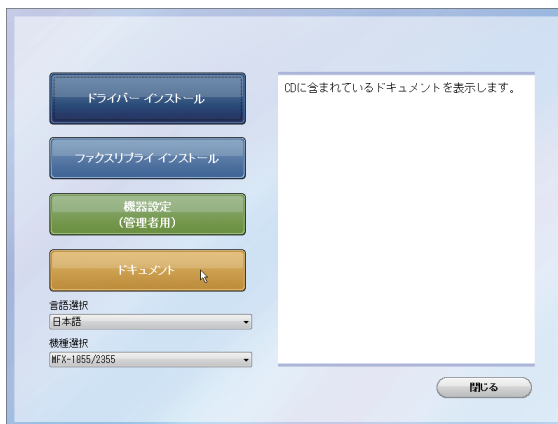 ドライバー インストール
CDに含まれているドキュメントを表示します。
ファクスリプライ インストール
機器設定
(管理者用)
ドキュメント
言語選択
日本語
機種選択
MFX-1855/2355
閉じる